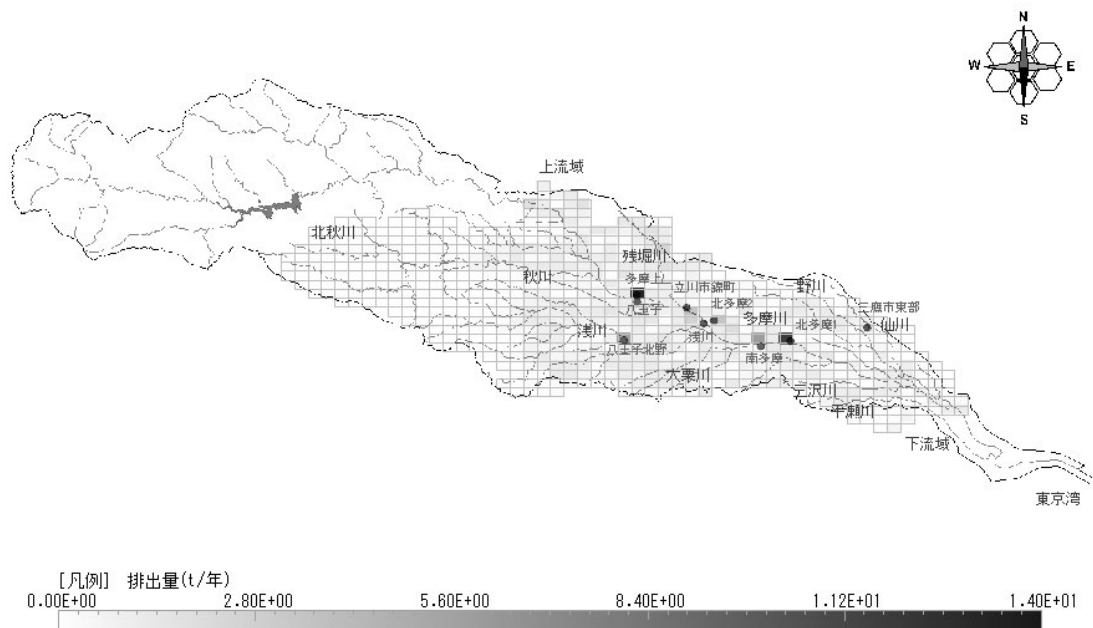 N
W E
S
上流域
北秋川
残堀川
秋川
多摩上
立川市錦町
野川
八王子
北多摩2
三鷹市東部
浅川
多摩川
北多摩1
仙川
浅川
八王子北野
南多摩
大栗川
三沢川
平瀬川
下流域
東京湾
[凡例] 排出量(t/年)
0.00E+00 2.80E+00 5.60E+00 8.40E+00 1.12E+01 1.40E+01